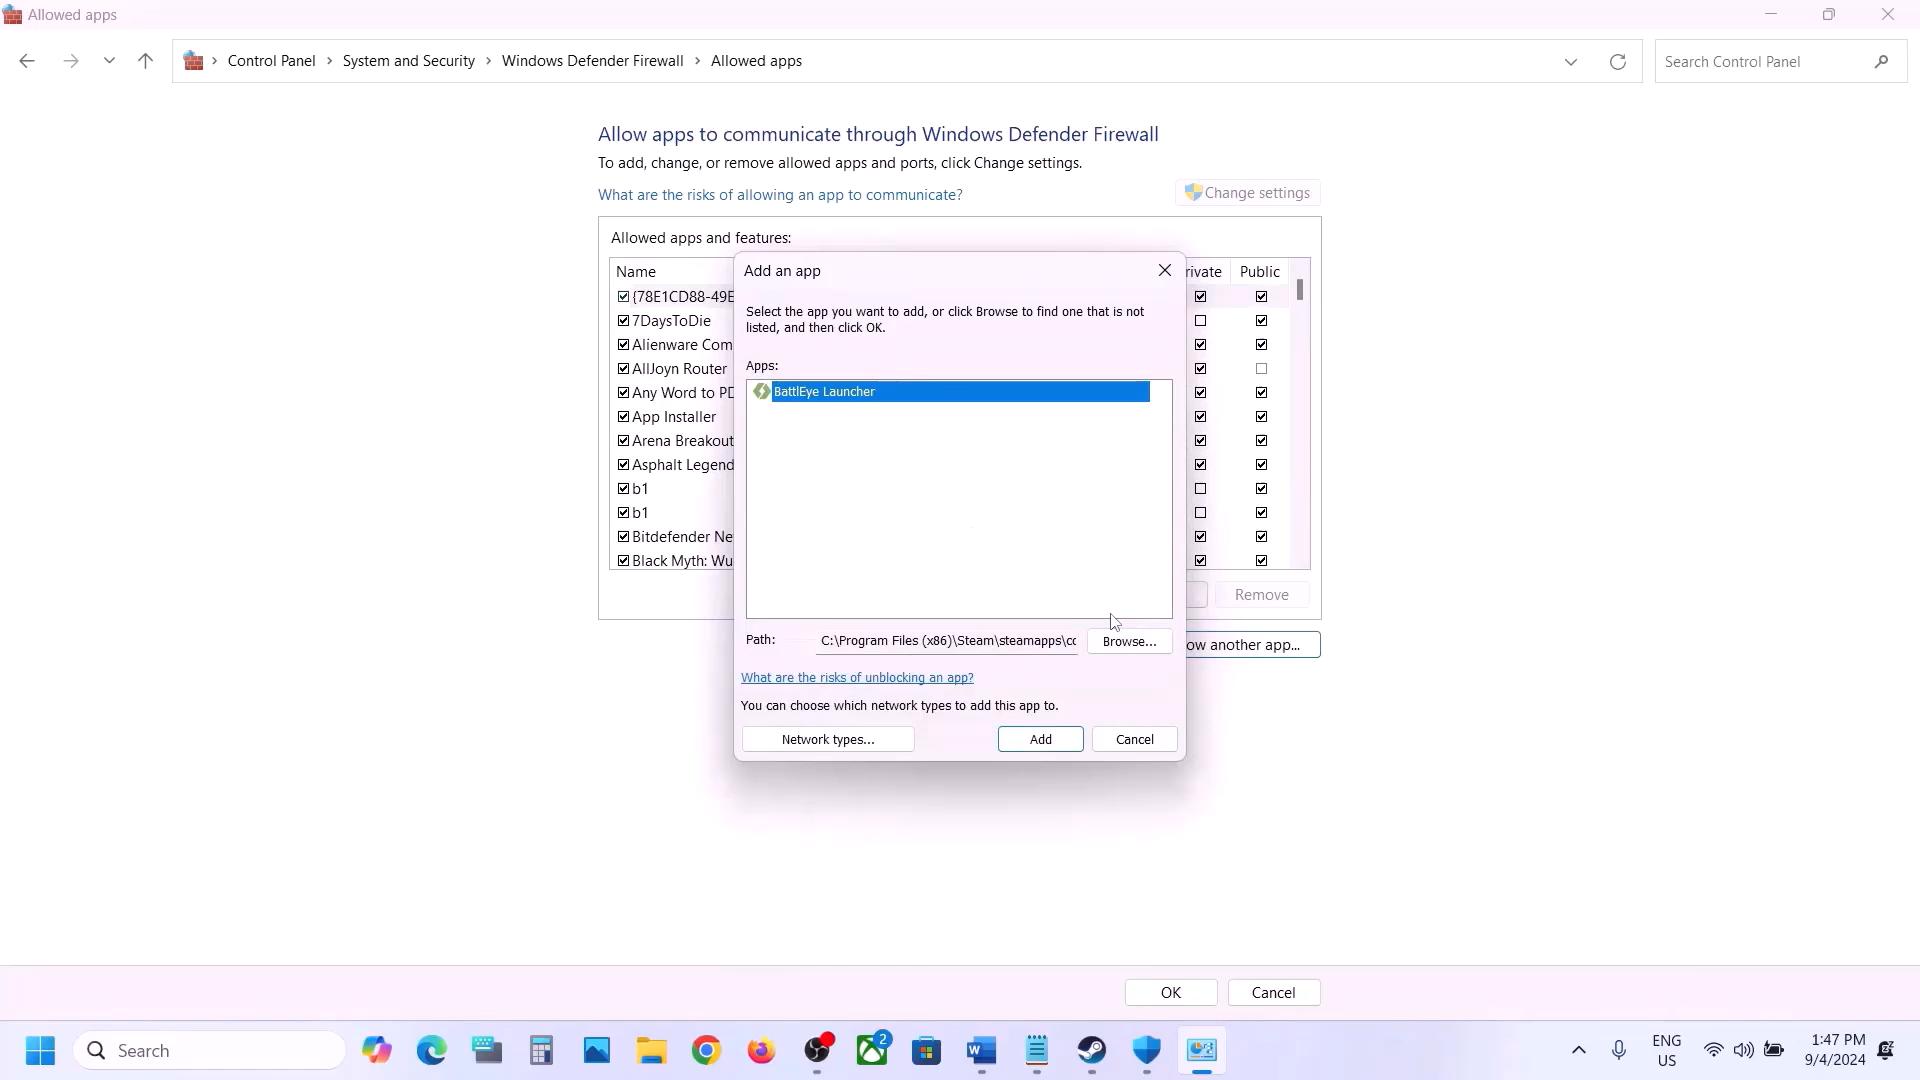 Allowed apps
Control Panel > System and Security > Windows Defender Firewall > Allowed apps
Search Control Panel
Allow apps to communicate through Windows Defender Firewall
To add, change, or remove allowed apps and ports, click Change settings.
What are the risks of allowing an app to communicate?
Change settings
Allowed apps and features:
Name
rivate Public
{78E1CD88-49E
7DaysToDie
Alienware Com
AllJoyn Router
Any Word to PD
App Installer
Arena Breakout
Asphalt Legend
b1
b1
Bitdefender Ne
Black Myth: Wu
Remove
ow another app...
Add an app
Select the app you want to add, or click Browse to find one that is not
listed, and then click OK.
Apps:
BattlEye Launcher
Path: C:\Program Files (x86)\Steam\steamapps\cc Browse...
What are the risks of unblocking an app?
You can choose which network types to add this app to.
Network types... Add Cancel
OK Cancel
Search
2
ENG
US
1:47 PM
9/4/2024